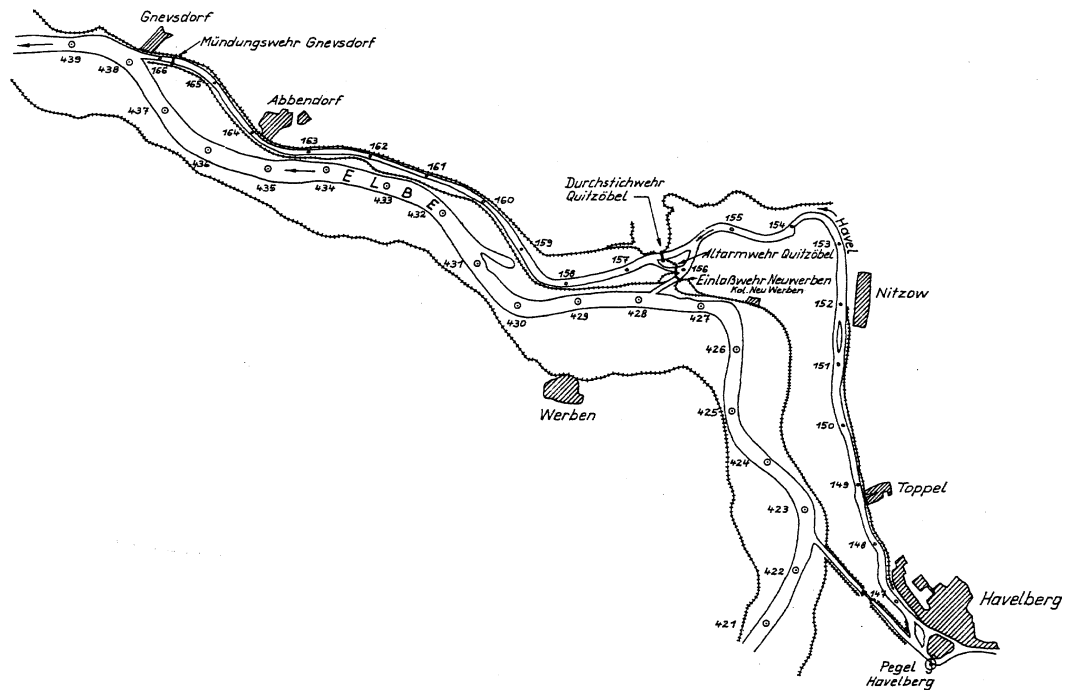 Gnevsdorf
Mündungswehr Gnevsdorf
439
438
166
165
437
Abbendorf
164
163
162
161
160
436
435
434
433
432
ELBE
431
159
158
157
Durchstichwehr
Quitzöbel
155
154
Havel
153
Altarmwehr Quitzöbel
156
Einlaßwehr Neuwerben
Kol. Neu Werben
430
429
428
427
152
Nitzow
426
151
Werben
425
150
424
149
Toppel
423
148
422
147
Havelberg
421
Pegel
Havelberg